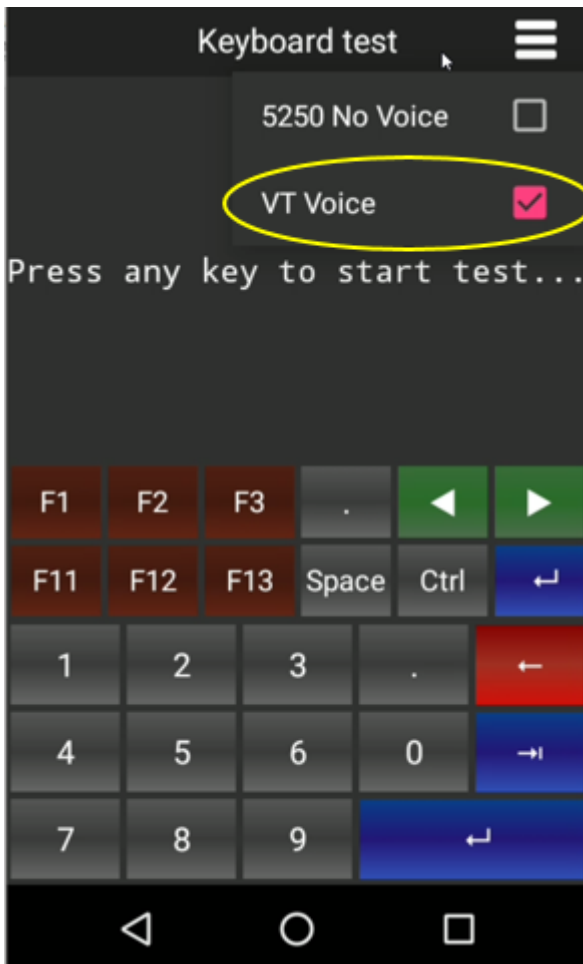 Keyboard test
5250 No Voice
VT Voice
Press any key to start test...
F1 F2 F3 .
F11 F12 F13 Space Ctrl
1 2 3 .
4 5 6 0
7 8 9